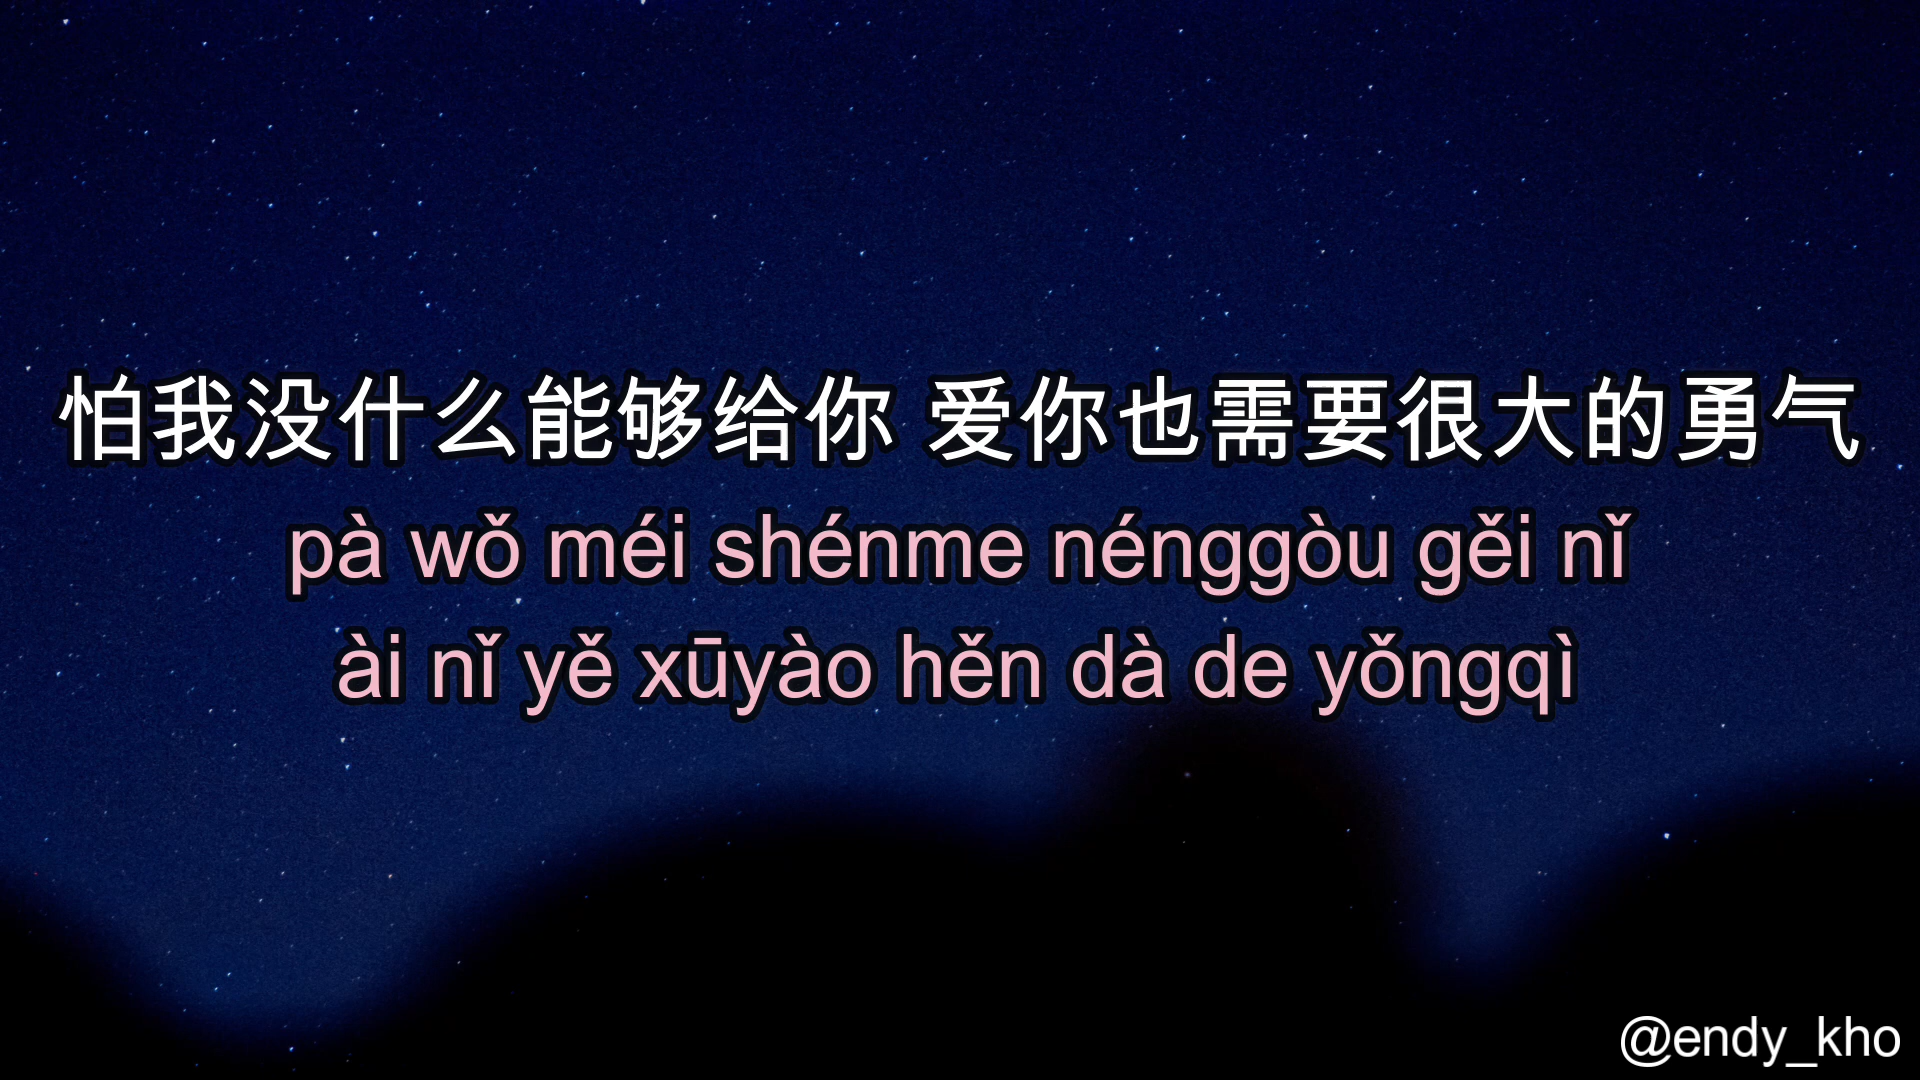 怕我没什么能够给你 爱你也需要很大的勇气
pà wǒ méi shénme nénggòu gěi nǐ
ài nǐ yě xūyào hěn dà de yǒngqì
@endy_kho